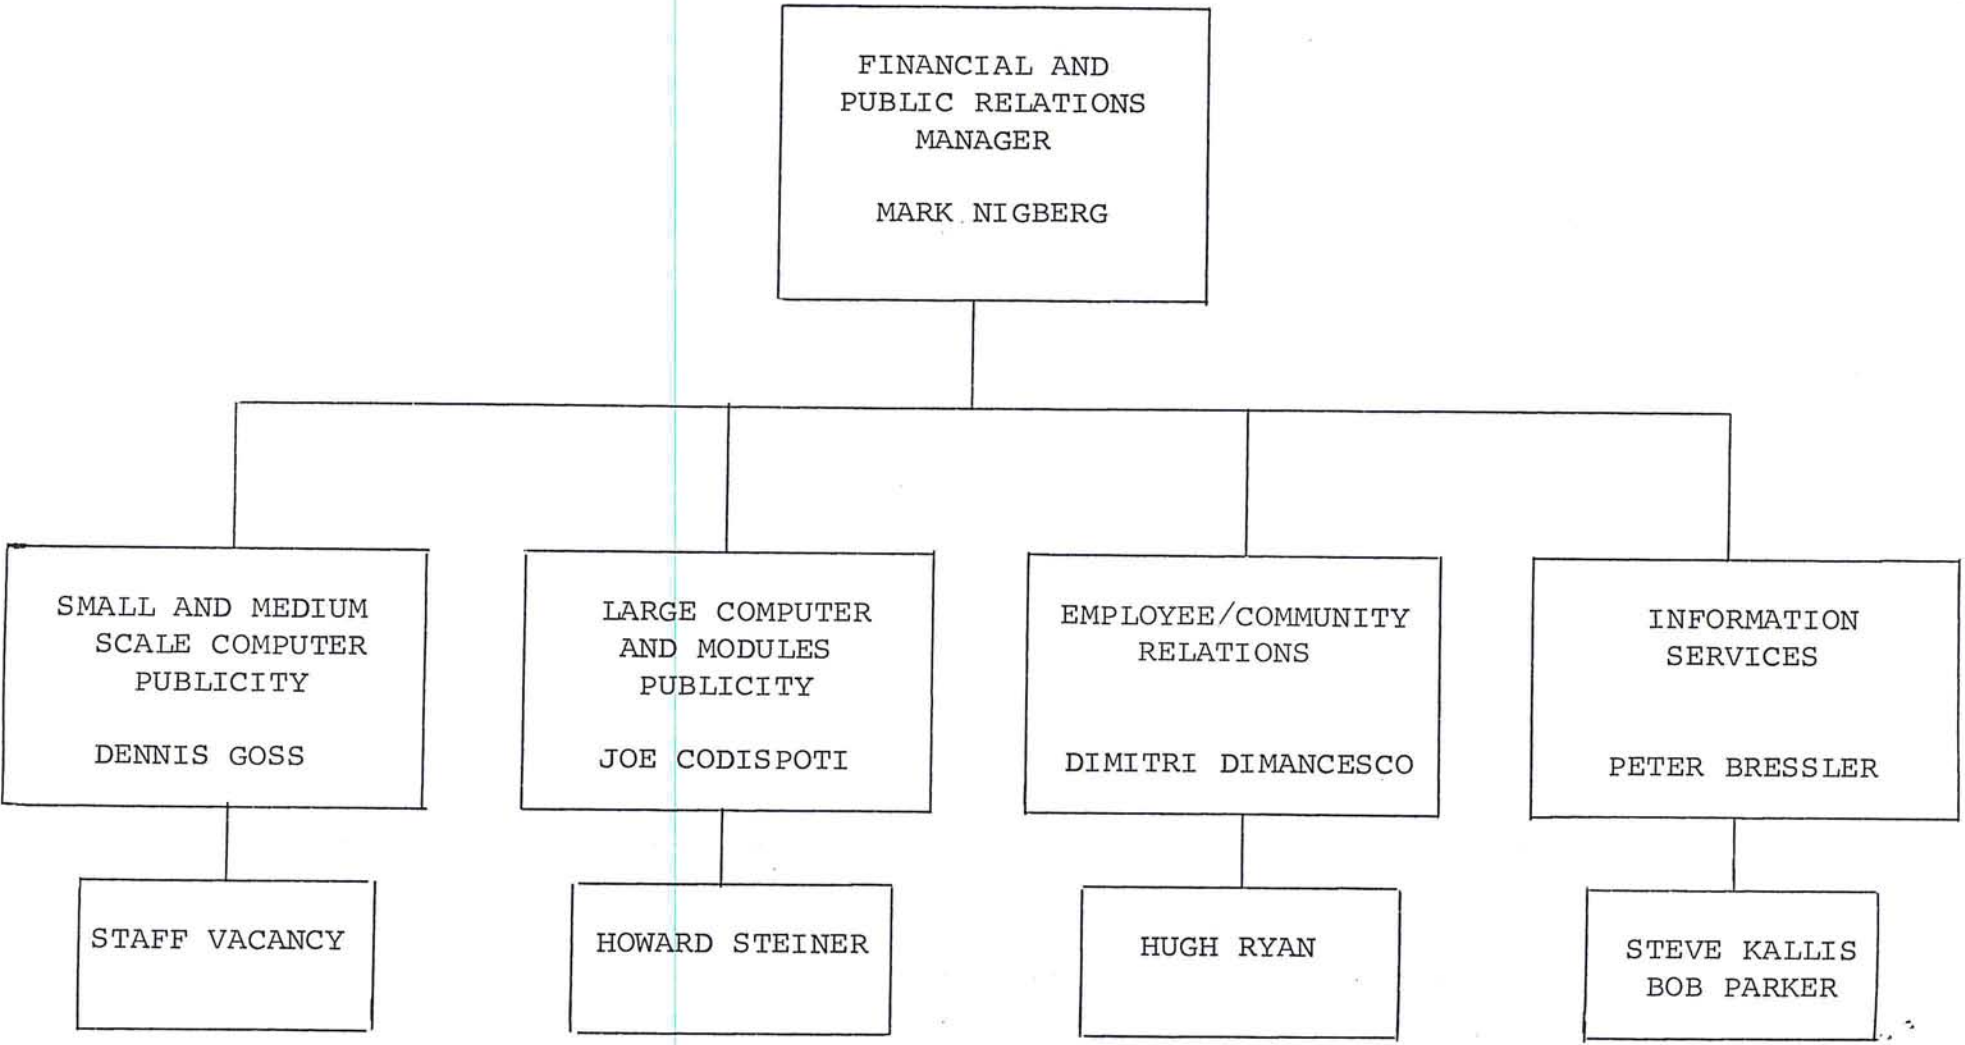 FINANCIAL AND
PUBLIC RELATIONS
MANAGER
MARK NIGBERG
SMALL AND MEDIUM
SCALE COMPUTER
PUBLICITY
DENNIS GOSS
LARGE COMPUTER
AND MODULES
PUBLICITY
JOE CODISPOTI
EMPLOYEE/COMMUNITY
RELATIONS
DIMITRI DIMANCESCO
INFORMATION
SERVICES
PETER BRESSLER
STAFF VACANCY
HOWARD STEINER
HUGH RYAN
STEVE KALLIS
BOB PARKER